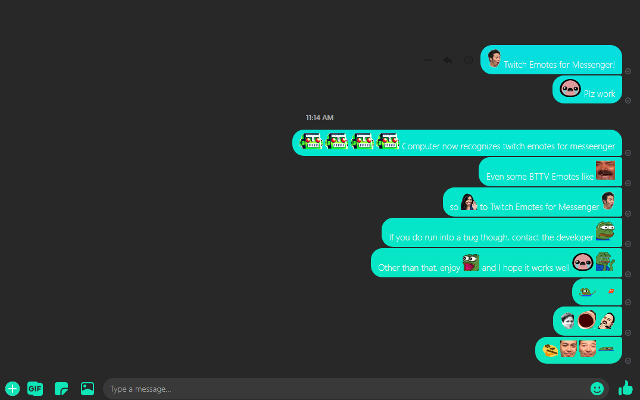 Twitch Emotes for Messenger!
Plz work
11:14 AM
Computer now recognizes twitch emotes for messeenger
Even some BTTV Emotes like
so to Twitch Emotes for Messenger
If you do run into a bug though, contact the developer
Other than that, enjoy and I hope it works well
GIF
Type a message...